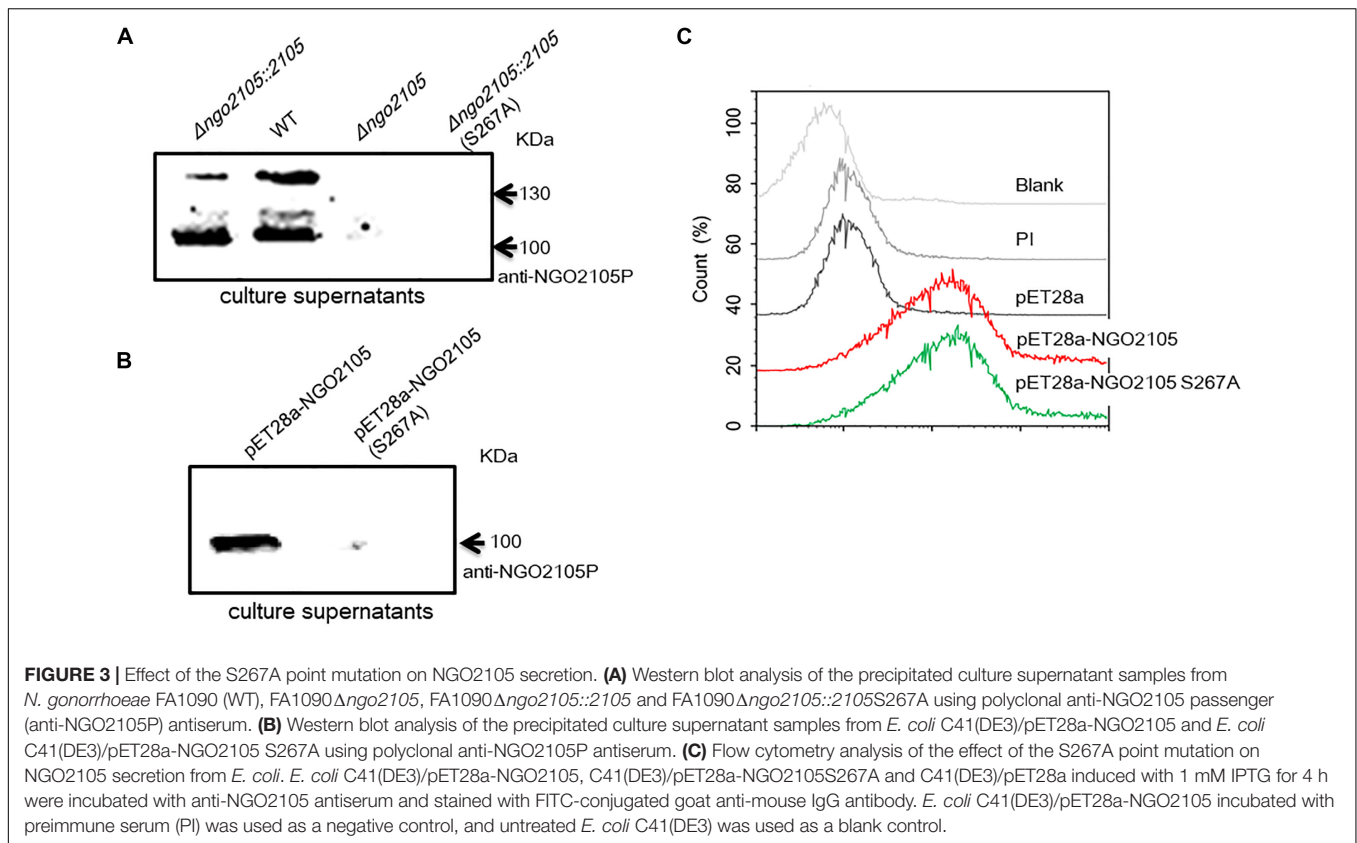 A
Δngo2105::2105
WT
Δngo2105
Δngo2105::2105
(S267A)
KDa
130
100
anti-NGO2105P
culture supernatants
B
pET28a-NGO2105
pET28a-NGO2105
(S267A)
KDa
100
anti-NGO2105P
culture supernatants
C
Count (%)
100
80
60
40
20
0
Blank
PI
pET28a
pET28a-NGO2105
pET28a-NGO2105 S267A
FIGURE 3 | Effect of the S267A point mutation on NGO2105 secretion. (A) Western blot analysis of the precipitated culture supernatant samples from
N. gonorrhoeae FA1090 (WT), FA1090Δngo2105, FA1090Δngo2105::2105 and FA1090Δngo2105::2105S267A using polyclonal anti-NGO2105 passenger
(anti-NGO2105P) antiserum. (B) Western blot analysis of the precipitated culture supernatant samples from E. coli C41(DE3)/pET28a-NGO2105 and E. coli
C41(DE3)/pET28a-NGO2105 S267A using polyclonal anti-NGO2105P antiserum. (C) Flow cytometry analysis of the effect of the S267A point mutation on
NGO2105 secretion from E. coli. E. coli C41(DE3)/pET28a-NGO2105, C41(DE3)/pET28a-NGO2105S267A and C41(DE3)/pET28a induced with 1 mM IPTG for 4 h
were incubated with anti-NGO2105 antiserum and stained with FITC-conjugated goat anti-mouse IgG antibody. E. coli C41(DE3)/pET28a-NGO2105 incubated with
preimmune serum (PI) was used as a negative control, and untreated E. coli C41(DE3) was used as a blank control.